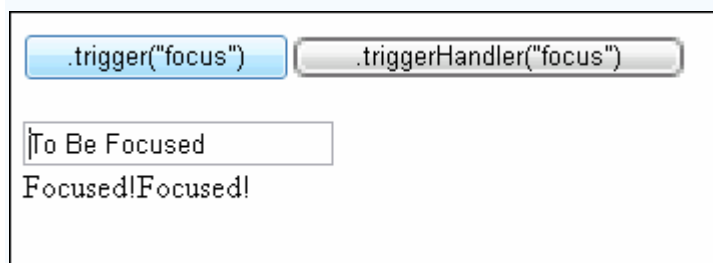 .trigger("focus") .triggerHandler("focus")
To Be Focused
Focused!Focused!